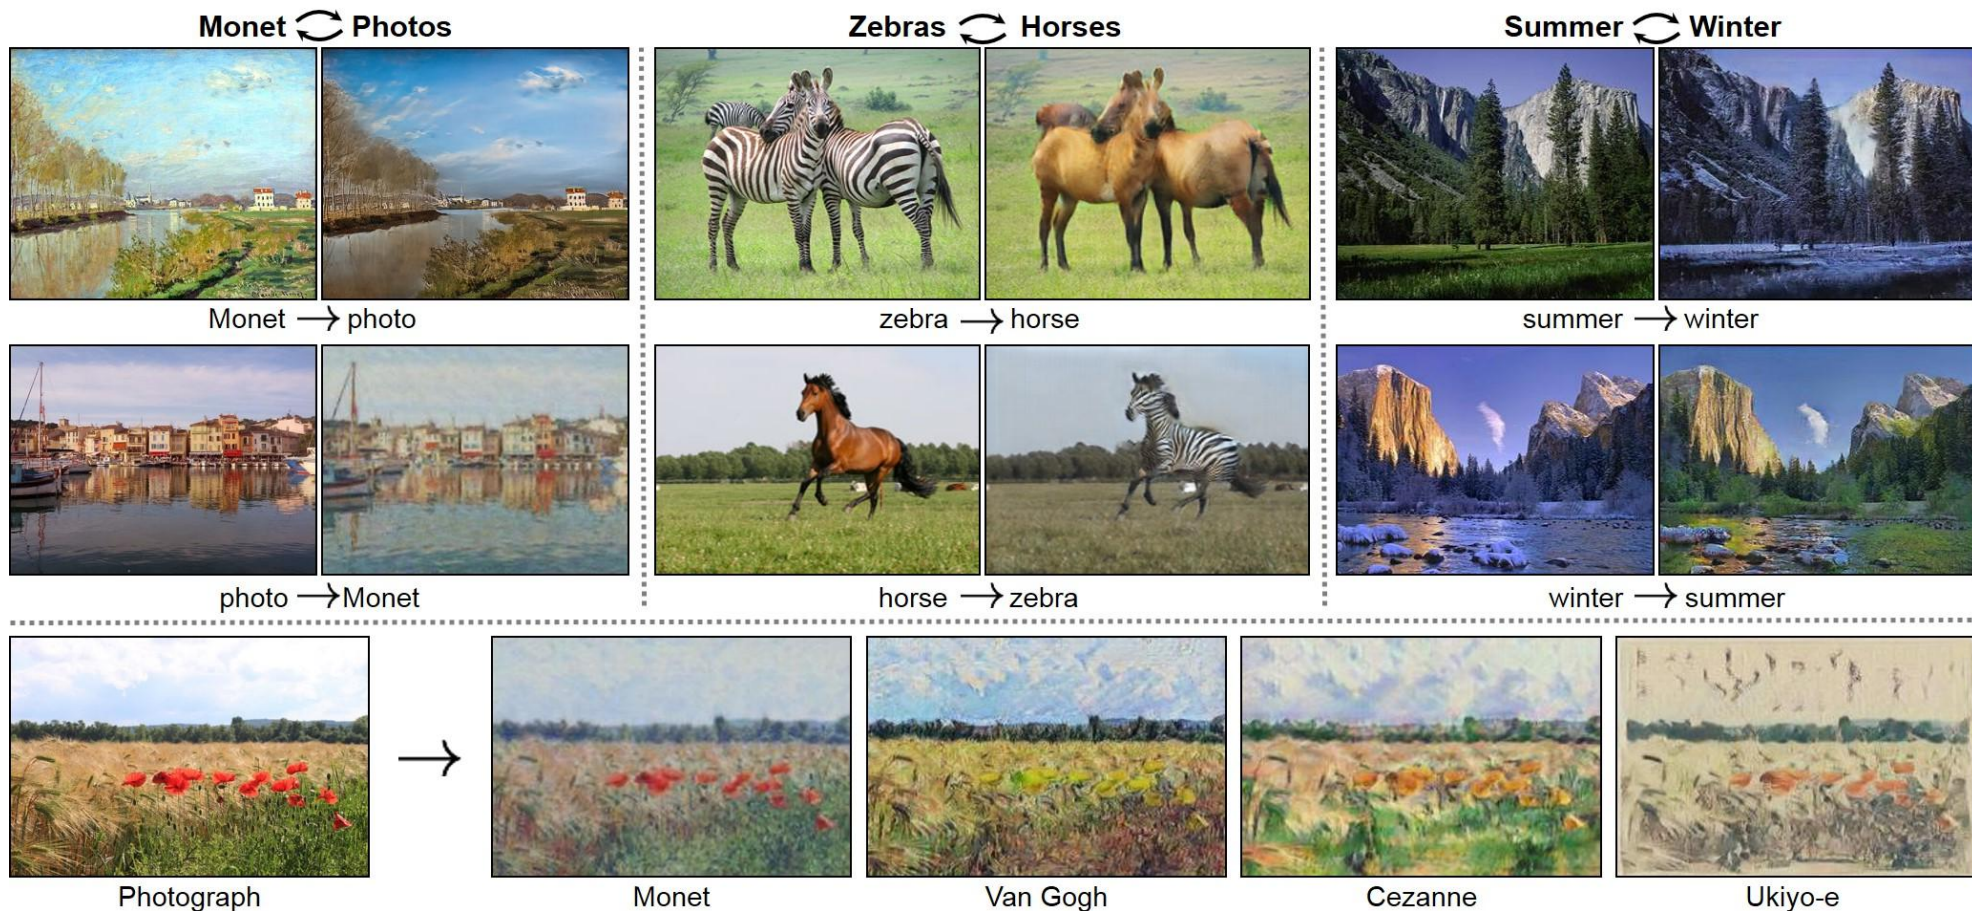 Monet Photos
Zebras Horses
Summer Winter
Monet → photo
zebra → horse
summer → winter
photo → Monet
horse → zebra
winter → summer
Photograph
Monet
Van Gogh
Cezanne
Ukiyo-e